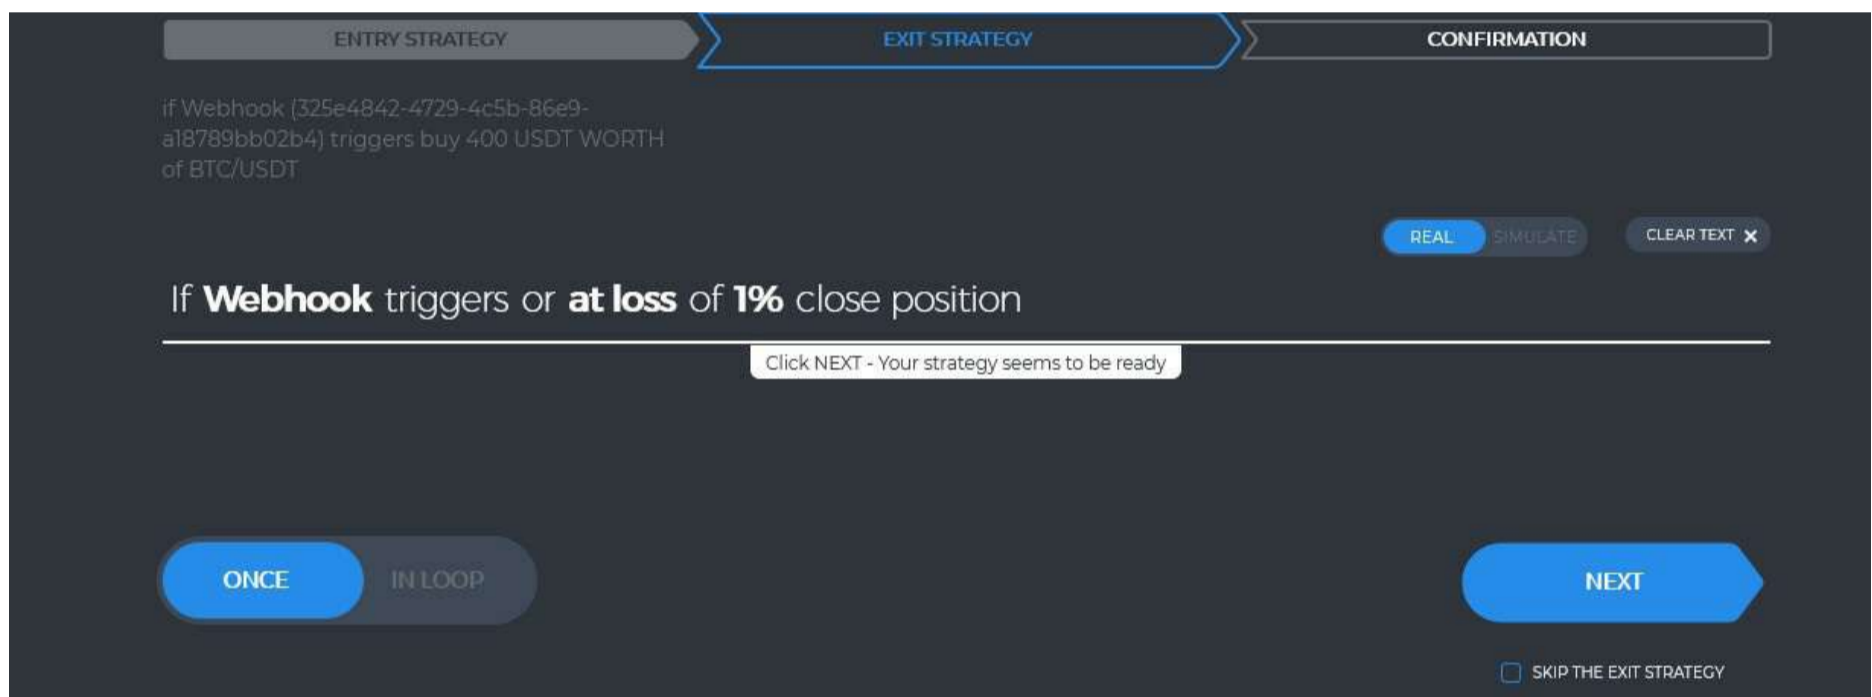 ENTRY STRATEGY
EXIT STRATEGY
CONFIRMATION
if Webhook (325e4842-4729-4c5b-86e9-
a18789bb02b4) triggers buy 400 USDT WORTH
of BTC/USDT
REAL
SIMULATE
CLEAR TEXT ×
If Webhook triggers or at loss of 1% close position
Click NEXT - Your strategy seems to be ready
ONCE
IN LOOP
NEXT
SKIP THE EXIT STRATEGY